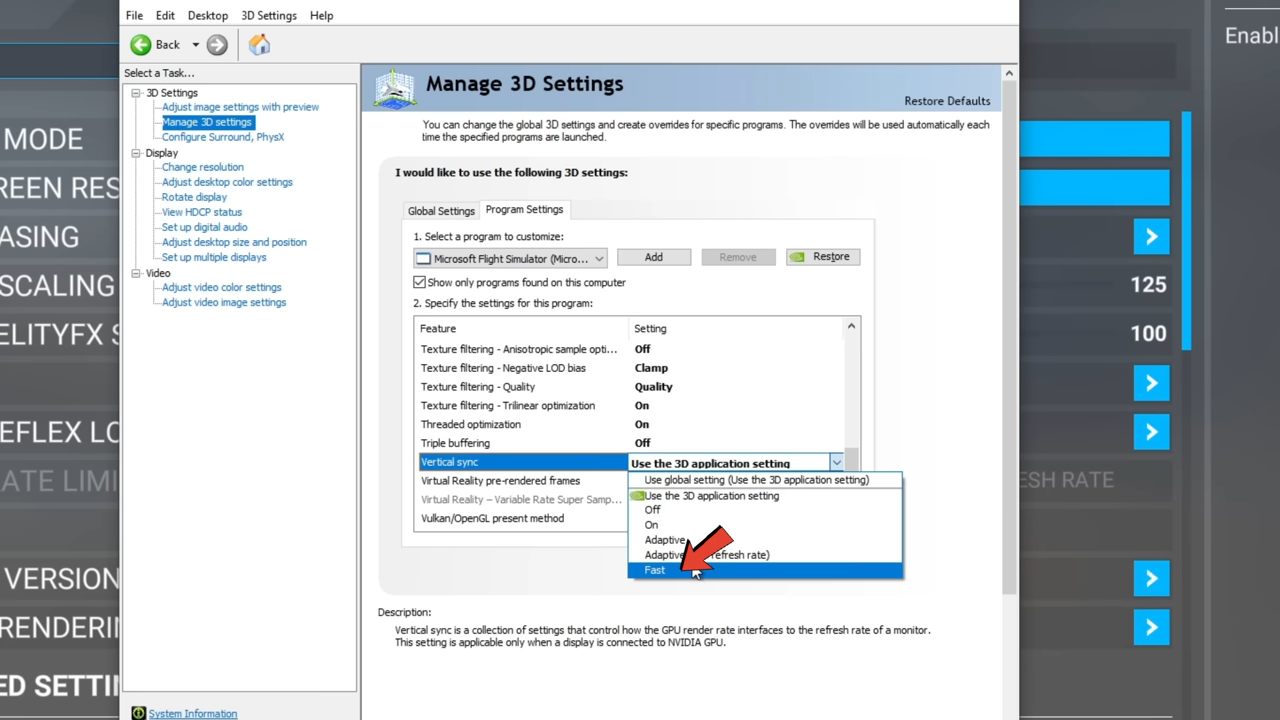 File Edit Desktop 3D Settings Help
Back
Select a Task...
3D Settings
Adjust image settings with preview
Manage 3D settings
Configure Surround, PhysX
Display
Change resolution
Adjust desktop color settings
Rotate display
View HDCP status
Set up digital audio
Adjust desktop size and position
Set up multiple displays
Video
Adjust video color settings
Adjust video image settings
System Information
Manage 3D Settings
Restore Defaults
You can change the global 3D settings and create overrides for specific programs. The overrides will be used automatically each
time the specified programs are launched.
I would like to use the following 3D settings:
Global Settings Program Settings
1. Select a program to customize:
Microsoft Flight Simulator (Micro... Add Remove Restore
Show only programs found on this computer
2. Specify the settings for this program:
Feature Setting
Texture filtering - Anisotropic sample opti... Off
Texture filtering - Negative LOD bias Clamp
Texture filtering - Quality Quality
Texture filtering - Trilinear optimization On
Threaded optimization On
Triple buffering Off
Vertical sync Use the 3D application setting
Virtual Reality pre-rendered frames
Virtual Reality – Variable Rate Super Samp...
Vulkan/OpenGL present method
Use global setting (Use the 3D application setting)
Use the 3D application setting
Off
On
Adaptive
Adaptive refresh rate)
Fast
Description:
Vertical sync is a collection of settings that control how the GPU render rate interfaces to the refresh rate of a monitor.
This setting is applicable only when a display is connected to NVIDIA GPU.
MODE
REEN RES
ASING
SCALING
ELITYFX S
EFLEX LO
ATE LIMI
VERSION
RENDERIN
ED SETTIN
Enabl
125
100
SH RATE